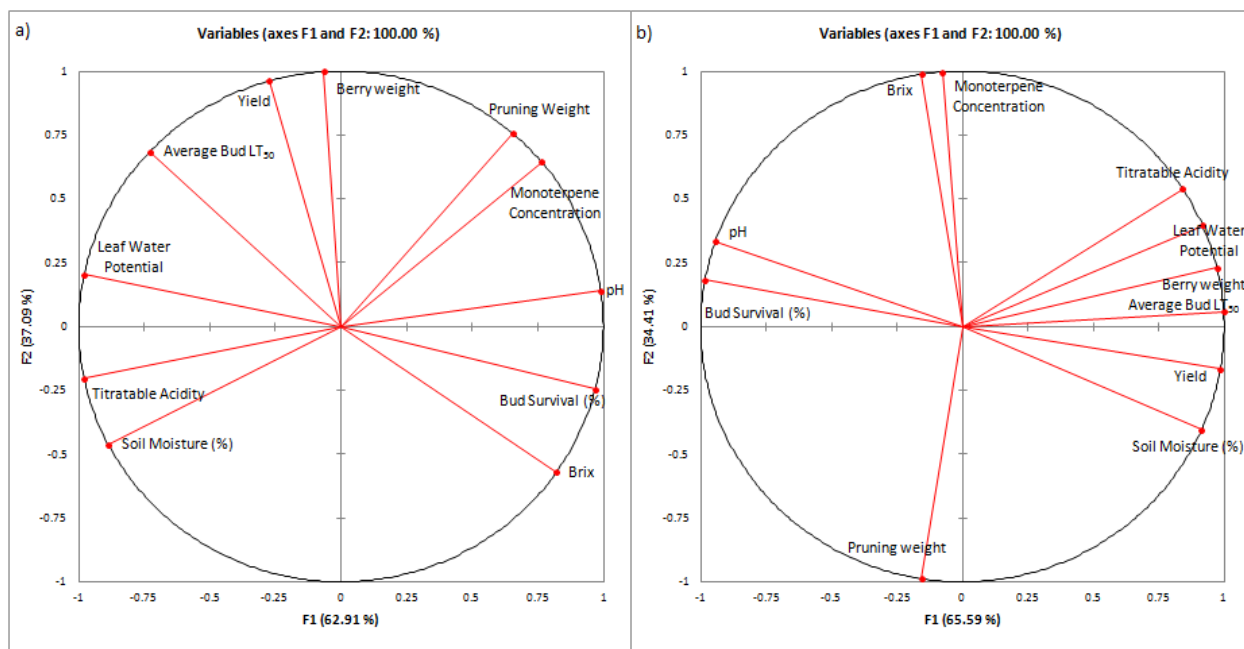 a)
Variables (axes F1 and F2: 100.00 %)
1
Berry weight
Yield
Pruning Weight
0.75
Average Bud LT50
Monoterpene
Concentration
0.5
Leaf Water
Potential
0.25
pH
F2 (37.09 %)
0
Titratable Acidity
Bud Survival (%)
-0.25
Soil Moisture (%)
Brix
-0.5
-0.75
-1
-1 -0.75 -0.5 -0.25 0 0.25 0.5 0.75 1
F1 (62.91 %)
b)
Variables (axes F1 and F2: 100.00 %)
1
Brix
Monoterpene
Concentration
0.75
Titratable Acidity
0.5
pH
Leaf Water
Potential
0.25
Bud Survival (%)
Berry weight
Average Bud LT50
F2 (34.41 %)
0
Yield
-0.25
Soil Moisture (%)
-0.5
-0.75
Pruning weight
-1
-1 -0.75 -0.5 -0.25 0 0.25 0.5 0.75 1
F1 (65.59 %)